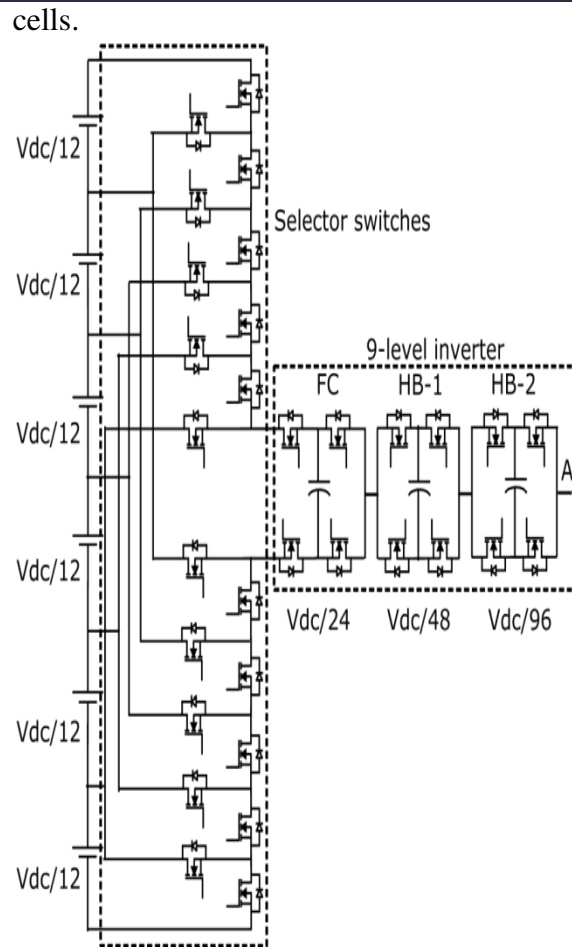 cells.
Vdc/12
Selector switches
Vdc/12
9-level inverter
FC HB-1 HB-2
Vdc/12
A
Vdc/12
Vdc/24 Vdc/48 Vdc/96
Vdc/12
Vdc/12